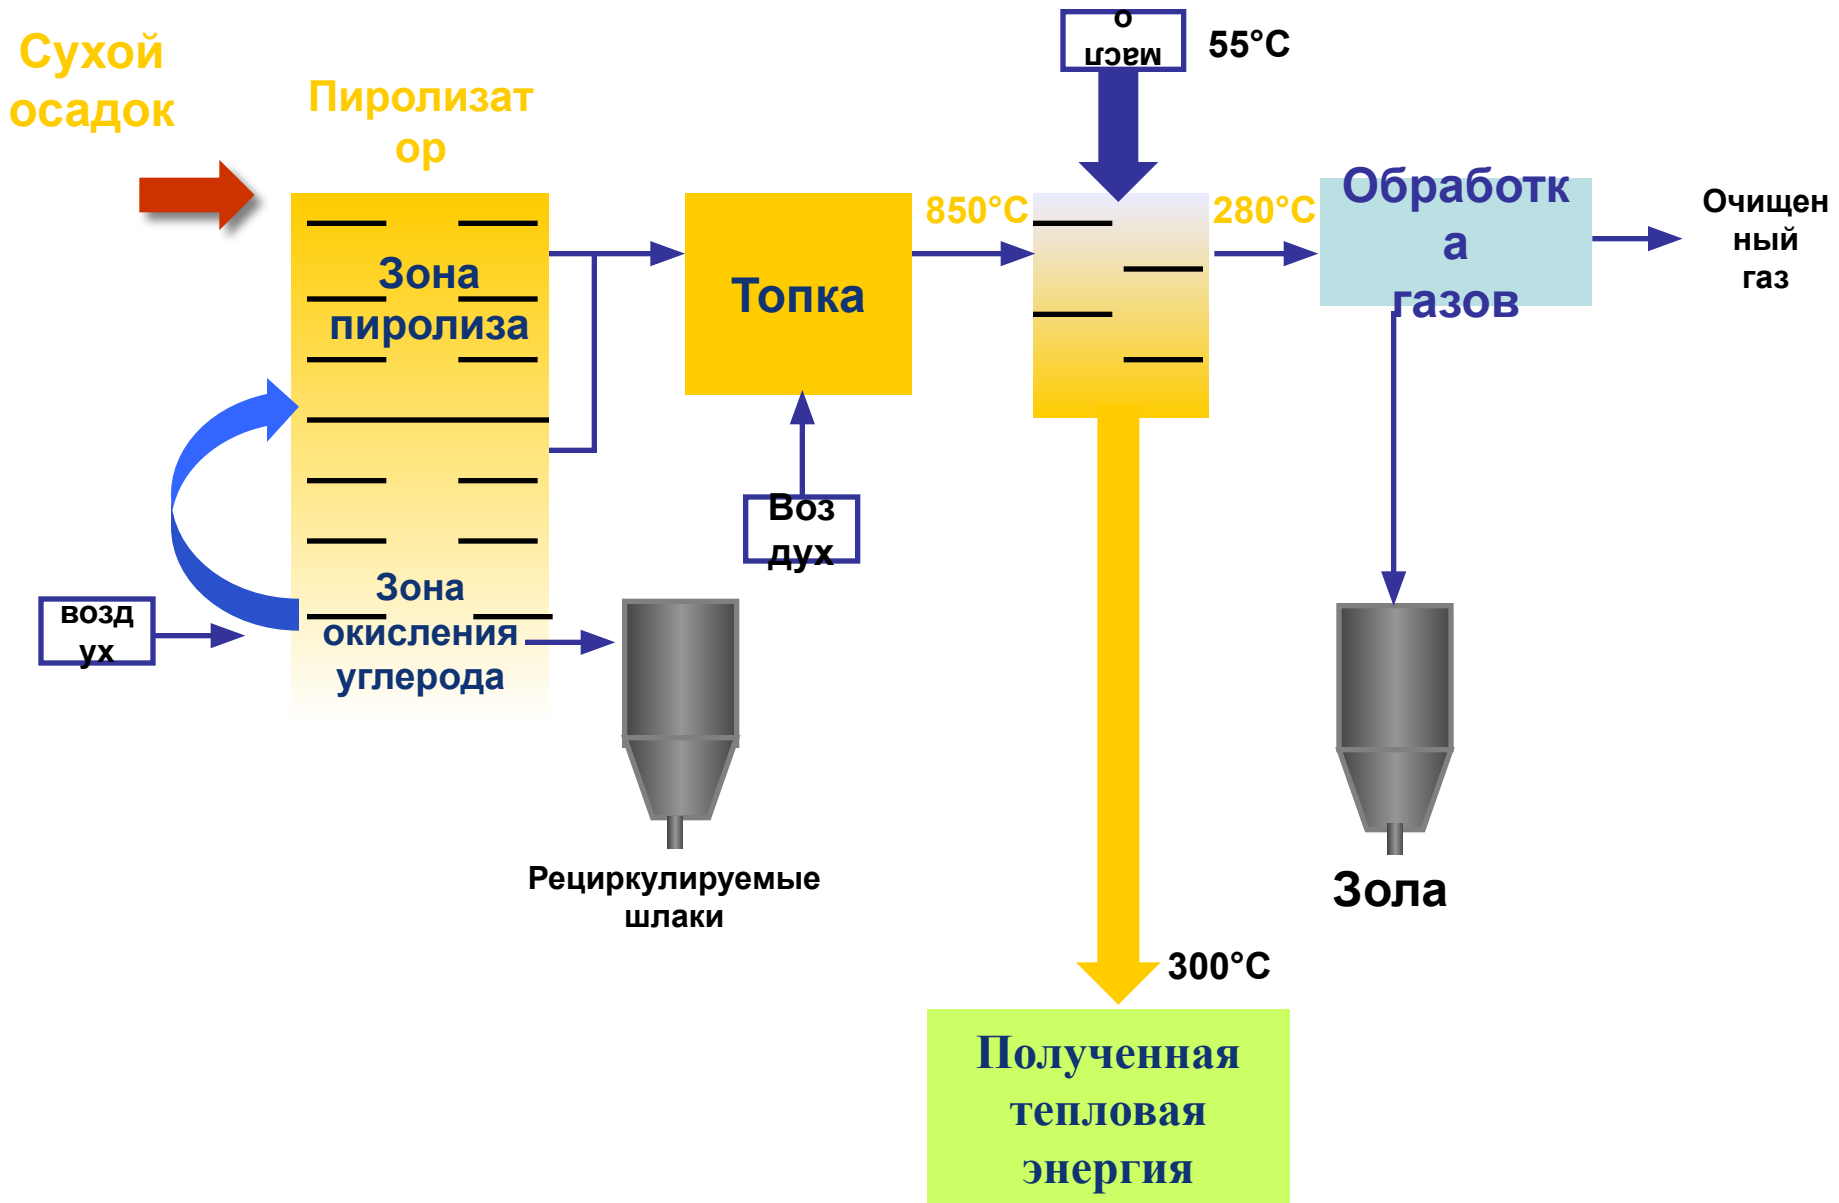 Сухой
осадок
Пиролизат
ор
Зона
пиролиза
Зона
окисления
углерода
возд
ух
Рециркулируемые
шлаки
Топка
Воз
дух
850°C
масл
о
55°C
280°C
Обработк
а
газов
Очищен
ный
газ
Зола
300°C
Полученная
тепловая
энергия